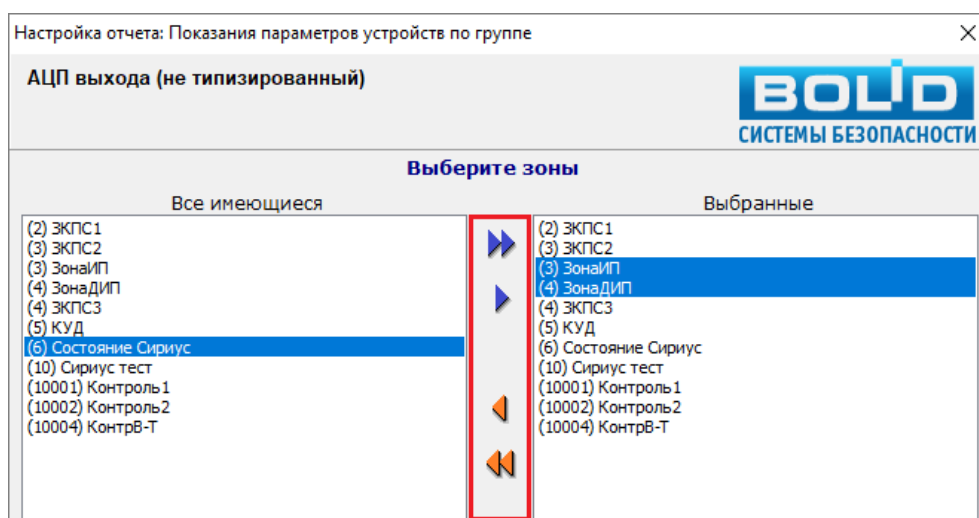 Настройка отчета: Показания параметров устройств по группе
АЦП выхода (не типизированный)
BOLID
СИСТЕМЫ БЕЗОПАСНОСТИ
Выберите зоны
Все имеющиеся
(2) ЗКПС1
(3) ЗКПС2
(3) ЗонаИП
(4) ЗонаДИП
(4) ЗКПС3
(5) КУД
(6) Состояние Сириус
(10) Сириус тест
(10001) Контроль1
(10002) Контроль2
(10004) КонтрВ-Т
Выбранные
(2) ЗКПС1
(3) ЗКПС2
(3) ЗонаИП
(4) ЗонаДИП
(4) ЗКПС3
(5) КУД
(6) Состояние Сириус
(10) Сириус тест
(10001) Контроль1
(10002) Контроль2
(10004) КонтрВ-Т